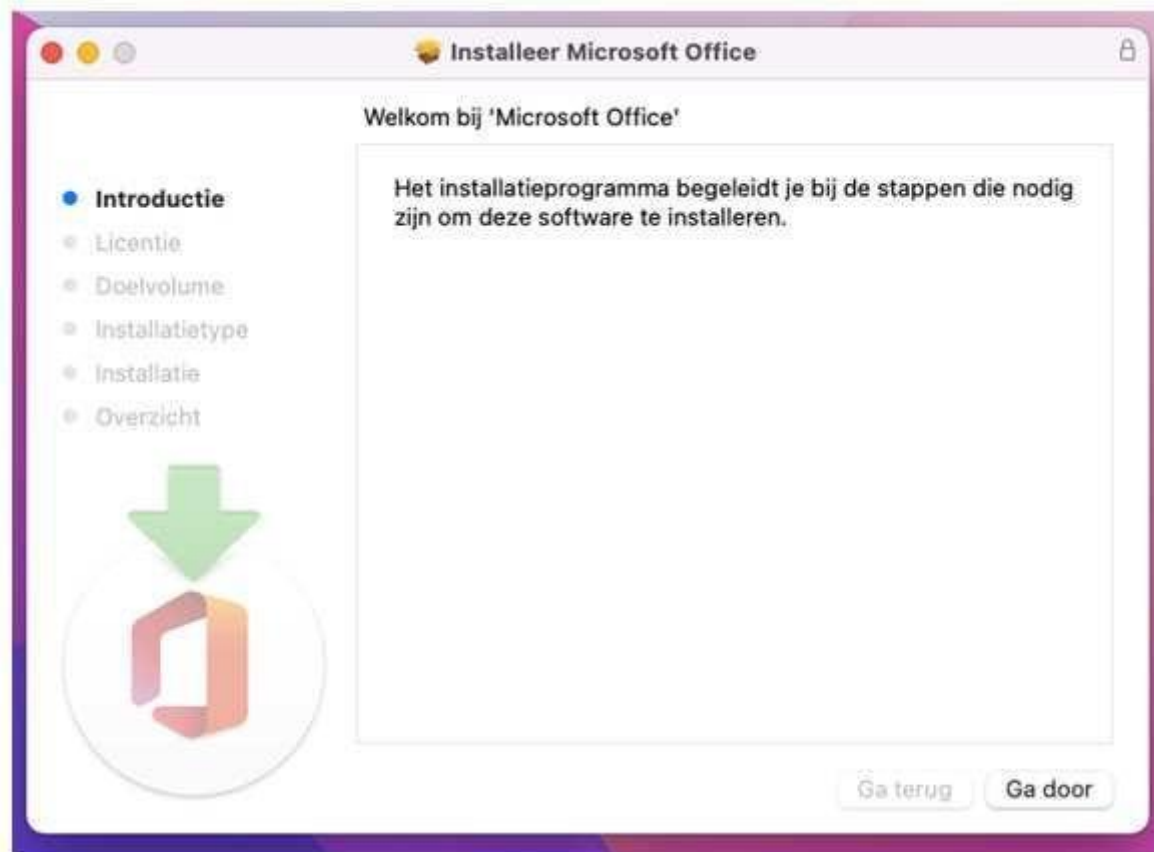 Installeer Microsoft Office
Welkom bij 'Microsoft Office'
Introductie
Licentie
Doelvolume
Installatietype
Installatie
Overzicht
Het installatieprogramma begeleidt je bij de stappen die nodig
zijn om deze software te installeren.
Ga terug
Ga door